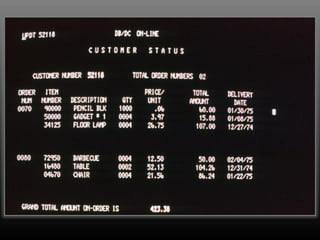 UPDT 52110 DB/DC ON-LINE
CUSTOMER STATUS
CUSTOMER NUMBER 52110 TOTAL ORDER NUMBERS 02
ORDER ITEM PRICE/ TOTAL DELIVERY
NUM NUMBER DESCRIPTION QTY UNIT AMOUNT DATE
0070 90000 PENCIL BLK 1000 .06 60.00 01/30/75
50000 GADGET # 1 0004 3.97 15.88 01/08/75
34125 FLOOR LAMP 0004 26.75 107.00 12/27/74
0080 72950 BARBECUE 0004 12.50 50.00 02/04/75
16400 TABLE 0002 52.13 104.26 12/31/74
04670 CHAIR 0004 21.56 86.24 01/22/75
GRAND TOTAL AMOUNT ON-ORDER IS 423.38